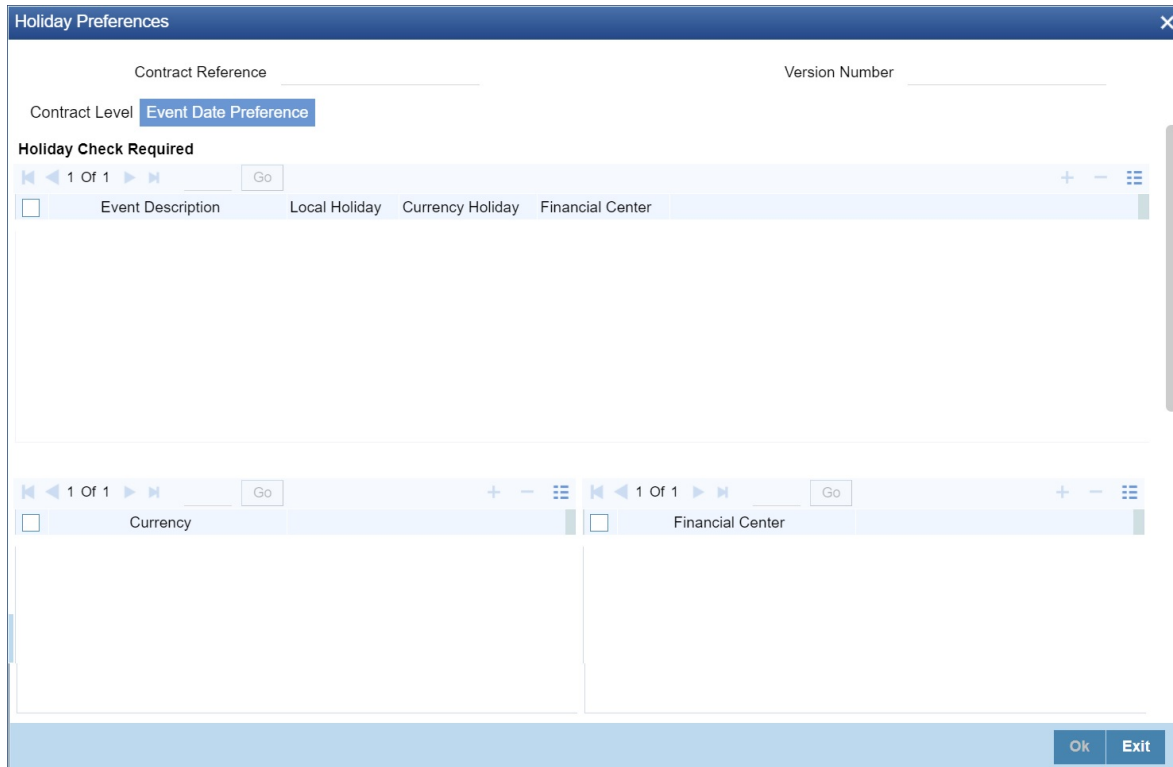 Holiday Preferences
Contract Reference Version Number
Contract Level Event Date Preference
Holiday Check Required
1 Of 1 Go
Event Description Local Holiday Currency Holiday Financial Center
1 Of 1 Go 1 Of 1 Go
Currency Financial Center
Ok Exit